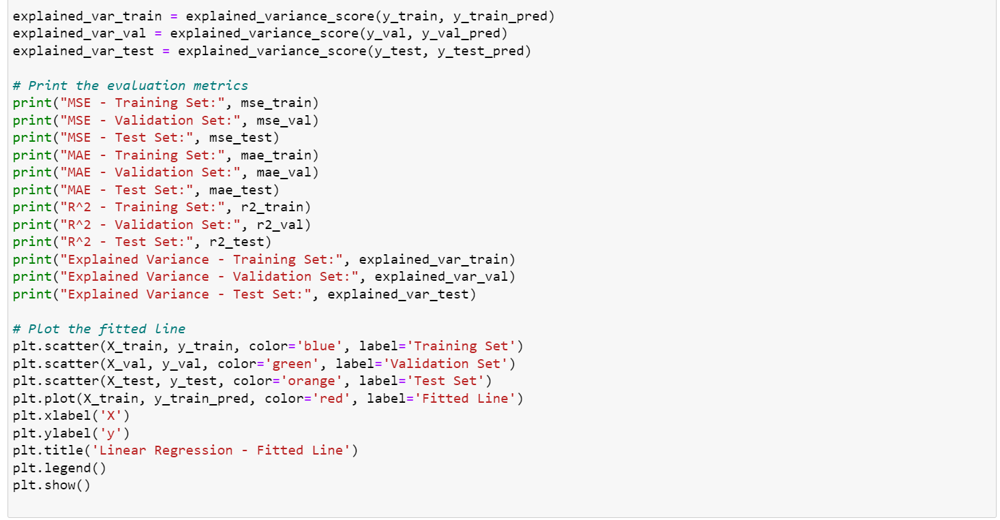 explained_var_train = explained_variance_score(y_train, y_train_pred)
explained_var_val = explained_variance_score(y_val, y_val_pred)
explained_var_test = explained_variance_score(y_test, y_test_pred)

# Print the evaluation metrics
print("MSE - Training Set:", mse_train)
print("MSE - Validation Set:", mse_val)
print("MSE - Test Set:", mse_test)
print("MAE - Training Set:", mae_train)
print("MAE - Validation Set:", mae_val)
print("MAE - Test Set:", mae_test)
print("R^2 - Training Set:", r2_train)
print("R^2 - Validation Set:", r2_val)
print("R^2 - Test Set:", r2_test)
print("Explained Variance - Training Set:", explained_var_train)
print("Explained Variance - Validation Set:", explained_var_val)
print("Explained Variance - Test Set:", explained_var_test)

# Plot the fitted line
plt.scatter(X_train, y_train, color='blue', label='Training Set')
plt.scatter(X_val, y_val, color='green', label='Validation Set')
plt.scatter(X_test, y_test, color='orange', label='Test Set')
plt.plot(X_train, y_train_pred, color='red', label='Fitted Line')
plt.xlabel('X')
plt.ylabel('y')
plt.title('Linear Regression - Fitted Line')
plt.legend()
plt.show()